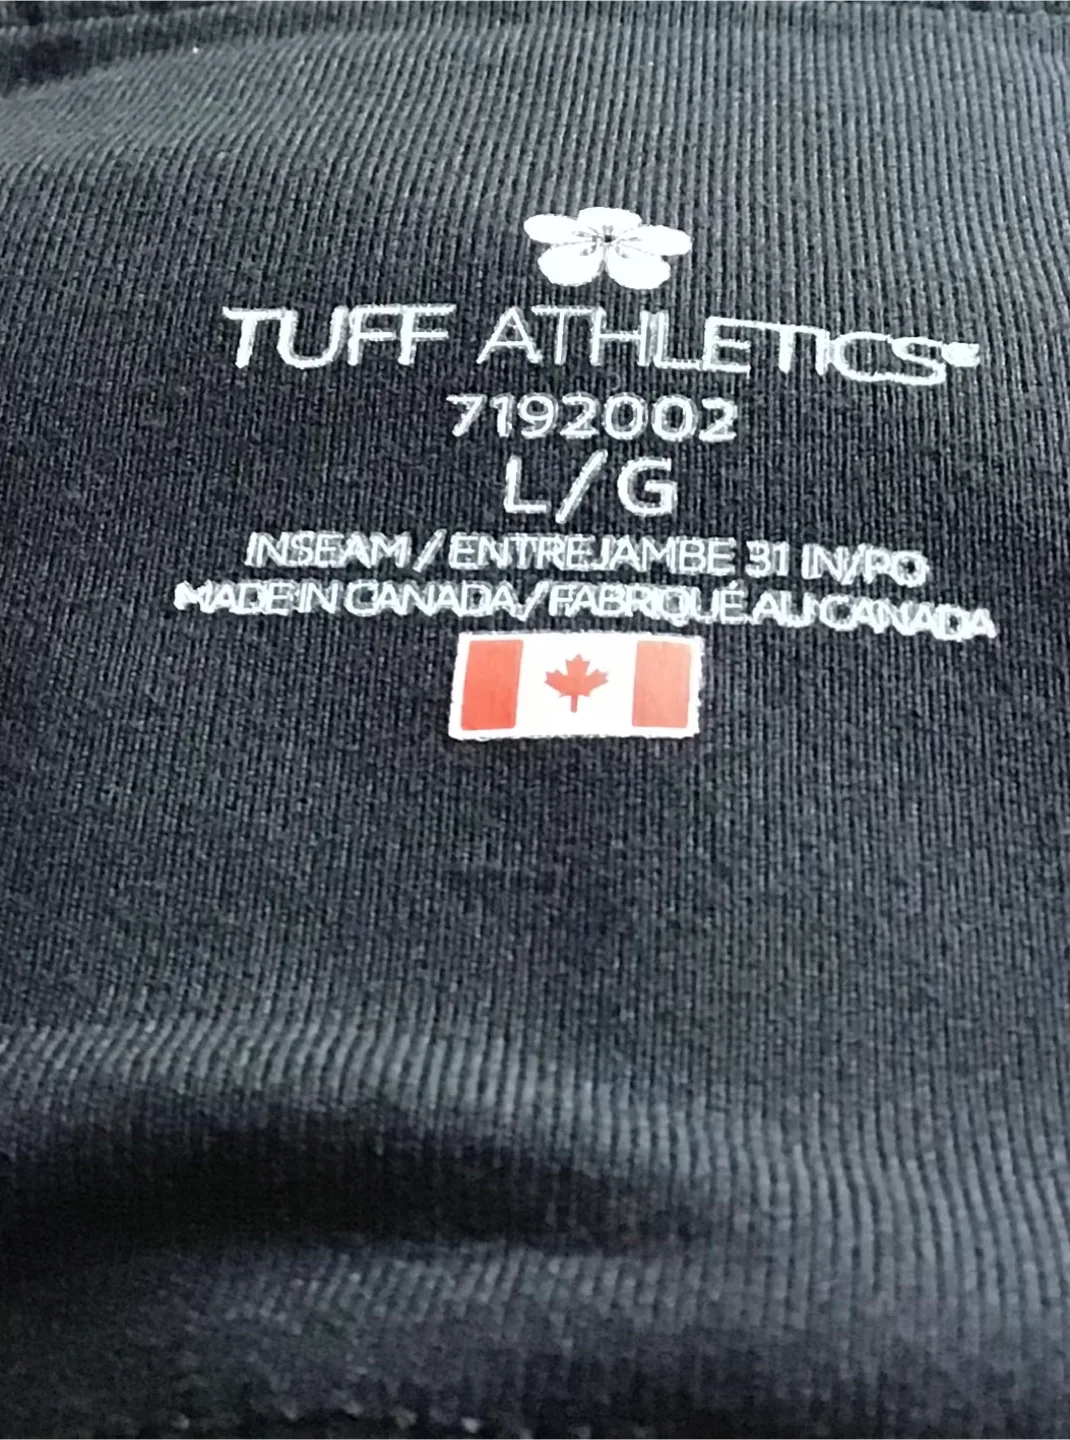 TUFF ATHLETICS®
7192002
L/G
INSEAM / ENTREJAMBE 31 IN/PO
MADE IN CANADA / FABRIQUÉ AU CANADA